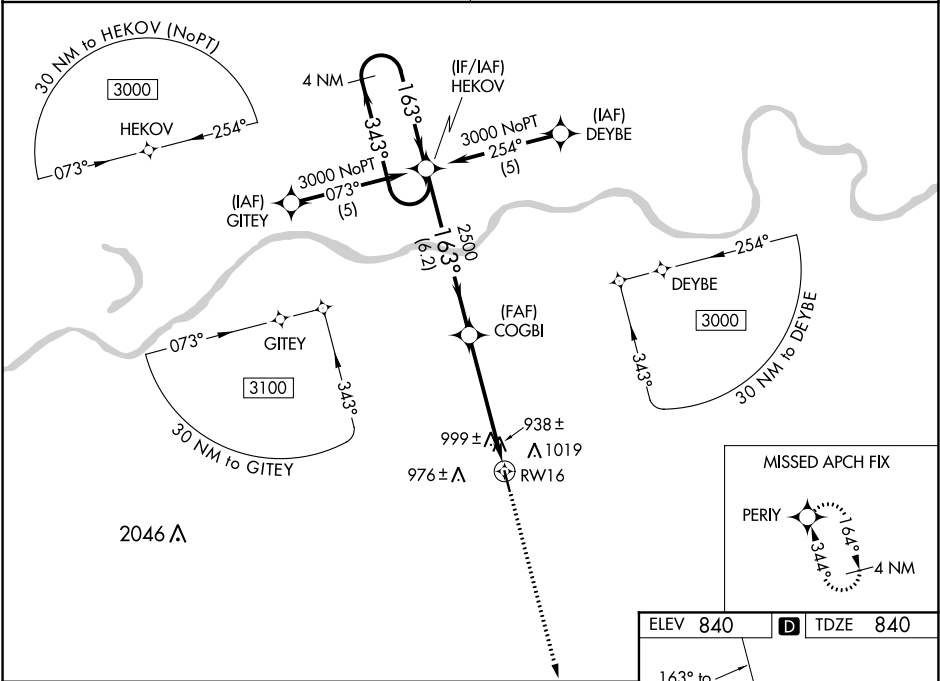 30 NM to HEKOV (NoPT)
3000
HEKOV
073°
254°
4 NM
343°
163°
(IF/IAF)
HEKOV
3000 NoPT
073°
(5)
(IAF)
GITEY
3000 NoPT
254°
(5)
(IAF)
DEYBE
2500
163°
(6.2)
(FAF)
COGBI
073°
GITEY
3100
343°
30 NM to GITEY
254°
DEYBE
3000
343°
30 NM to DEYBE
938±
999±
1019
976±
RW16
2046
MISSED APCH FIX
PERIY
164°
344°
4 NM
ELEV 840
D
TDZE 840
163° to